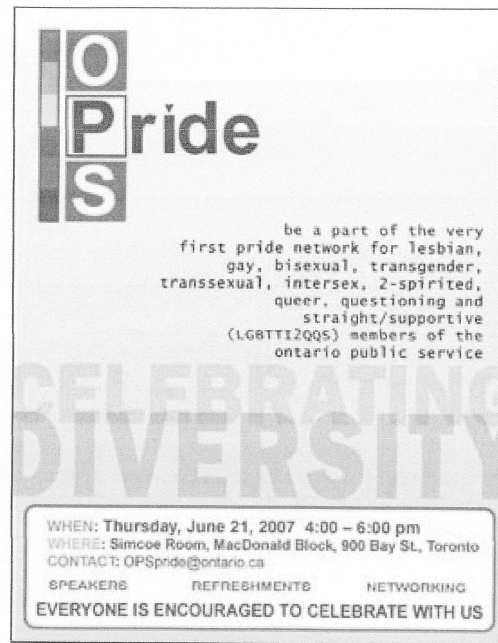 O
Pride
S
be a part of the very
first pride network for lesbian,
gay, bisexual, transgender,
transsexual, intersex, 2-spirited,
queer, questioning and
straight/supportive
(LGBTTI2QQS) members of the
ontario public service
CELEBRATING
DIVERSITY
WHEN: Thursday, June 21, 2007 4:00 – 6:00 pm
WHERE: Simcoe Room, MacDonald Block, 900 Bay St., Toronto
CONTACT: OPSpride@ontario.ca
SPEAKERS REFRESHMENTS NETWORKING
EVERYONE IS ENCOURAGED TO CELEBRATE WITH US